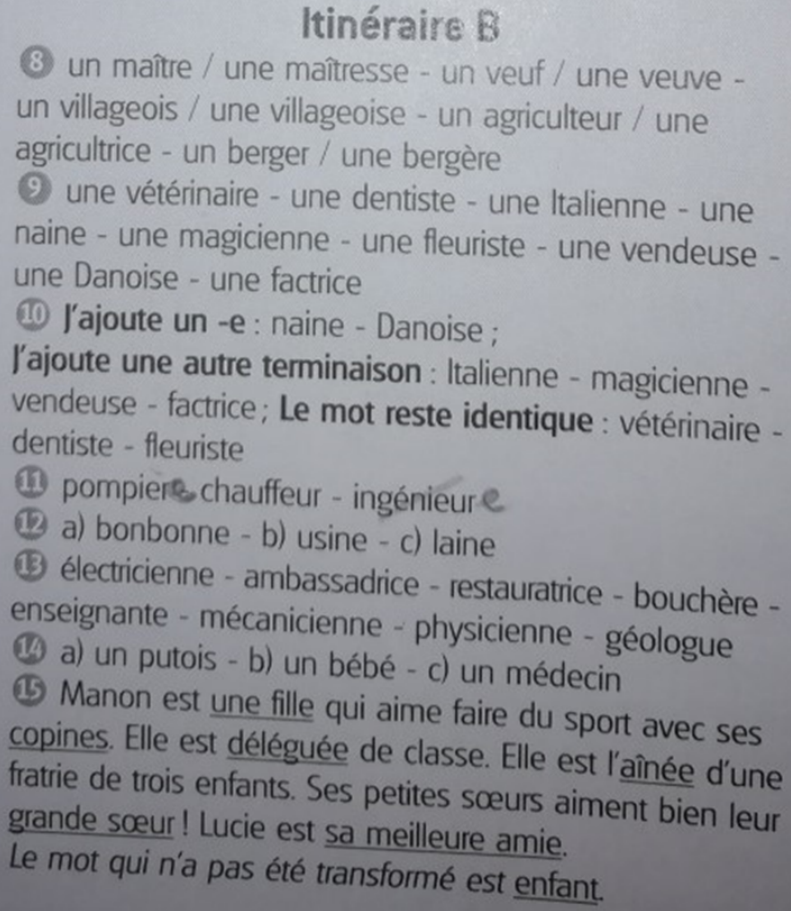 Itinéraire B
8 un maître / une maîtresse - un veuf / une veuve -
un villageois / une villageoise - un agriculteur / une
agricultrice - un berger / une bergère
9 une vétérinaire - une dentiste - une Italienne - une
naine - une magicienne - une fleuriste - une vendeuse -
une Danoise - une factrice
10 J'ajoute un -e : naine - Danoise ;
J'ajoute une autre terminaison : Italienne - magicienne -
vendeuse - factrice ; Le mot reste identique : vétérinaire -
dentiste - fleuriste
11 pompiere chauffeur - ingénieur e
12 a) bonbonne - b) usine - c) laine
13 électricienne - ambassadrice - restauratrice - bouchère -
enseignante - mécanicienne - physicienne - géologue
14 a) un putois - b) un bébé - c) un médecin
15 Manon est une fille qui aime faire du sport avec ses
copines. Elle est déléguée de classe. Elle est l'aînée d'une
fratrie de trois enfants. Ses petites sœurs aiment bien leur
grande sœur ! Lucie est sa meilleure amie.
Le mot qui n'a pas été transformé est enfant.